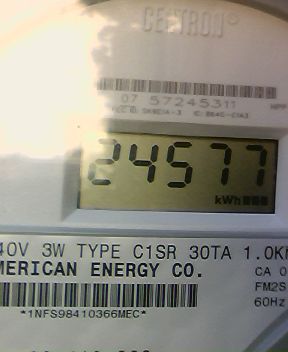 CENTRON®
07 57245311
24577
kWh
40V 3W TYPE C1SR 30TA 1.0K
MERICAN ENERGY CO.
CA 0
FM2S
60Hz
*1NFS98410366MEC*